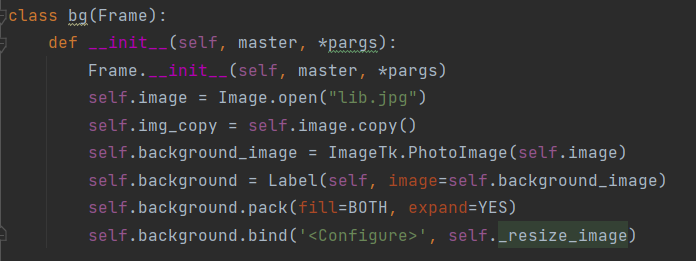 class bg(Frame):
    def __init__(self, master, *pargs):
        Frame.__init__(self, master, *pargs)
        self.image = Image.open("lib.jpg")
        self.img_copy = self.image.copy()
        self.background_image = ImageTk.PhotoImage(self.image)
        self.background = Label(self, image=self.background_image)
        self.background.pack(fill=BOTH, expand=YES)
        self.background.bind('<Configure>', self._resize_image)